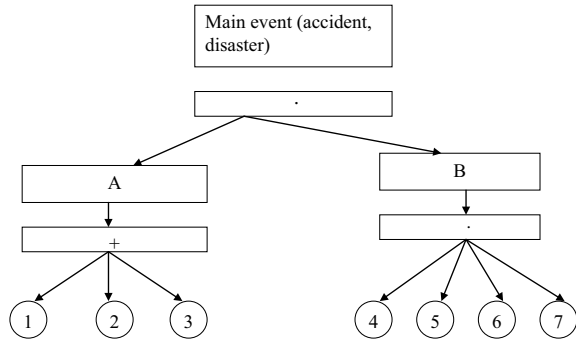 Main event (accident,
disaster)
·
A
B
+
·
1 2 3 4 5 6 7